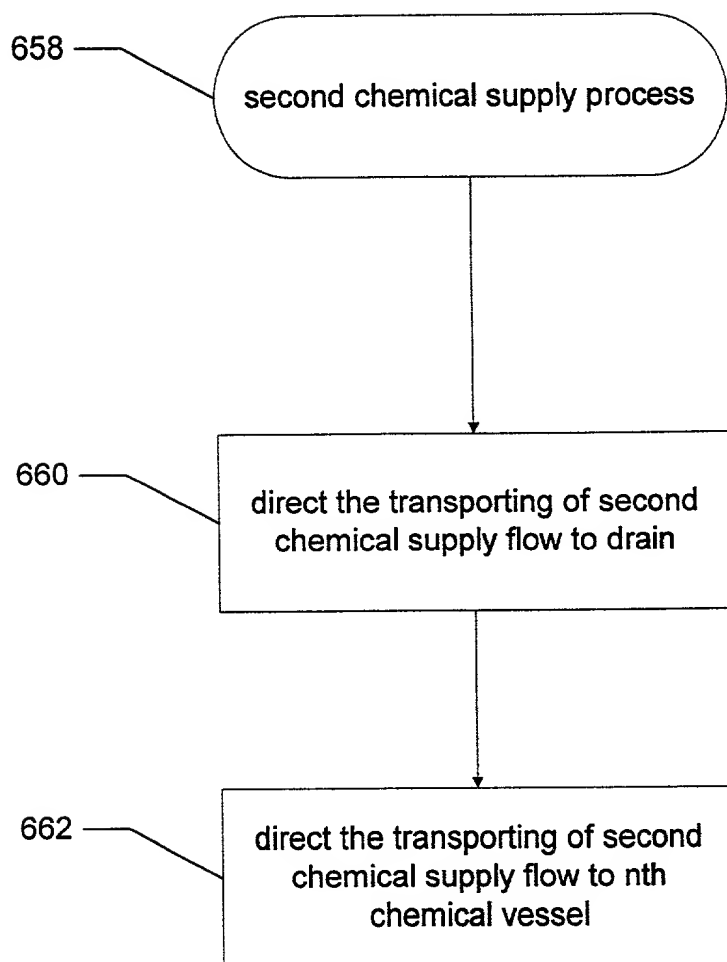 658
second chemical supply process
660
direct the transporting of second
chemical supply flow to drain
662
direct the transporting of second
chemical supply flow to nth
chemical vessel